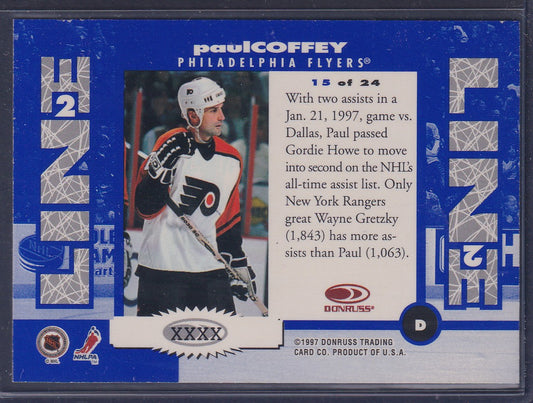 paulCOFFEY
PHILADELPHIA FLYERS®
15 of 24
With two assists in a
Jan. 21, 1997, game vs.
Dallas, Paul passed
Gordie Howe to move
into second on the NHL's
all-time assist list. Only
New York Rangers
great Wayne Gretzky
(1,843) has more as-
sists than Paul (1,063).
LINE
2
LINE
2
XXXX
DONRUSS®
D
NHLPA
©1997 DONRUSS TRADING
CARD CO. PRODUCT OF U.S.A.